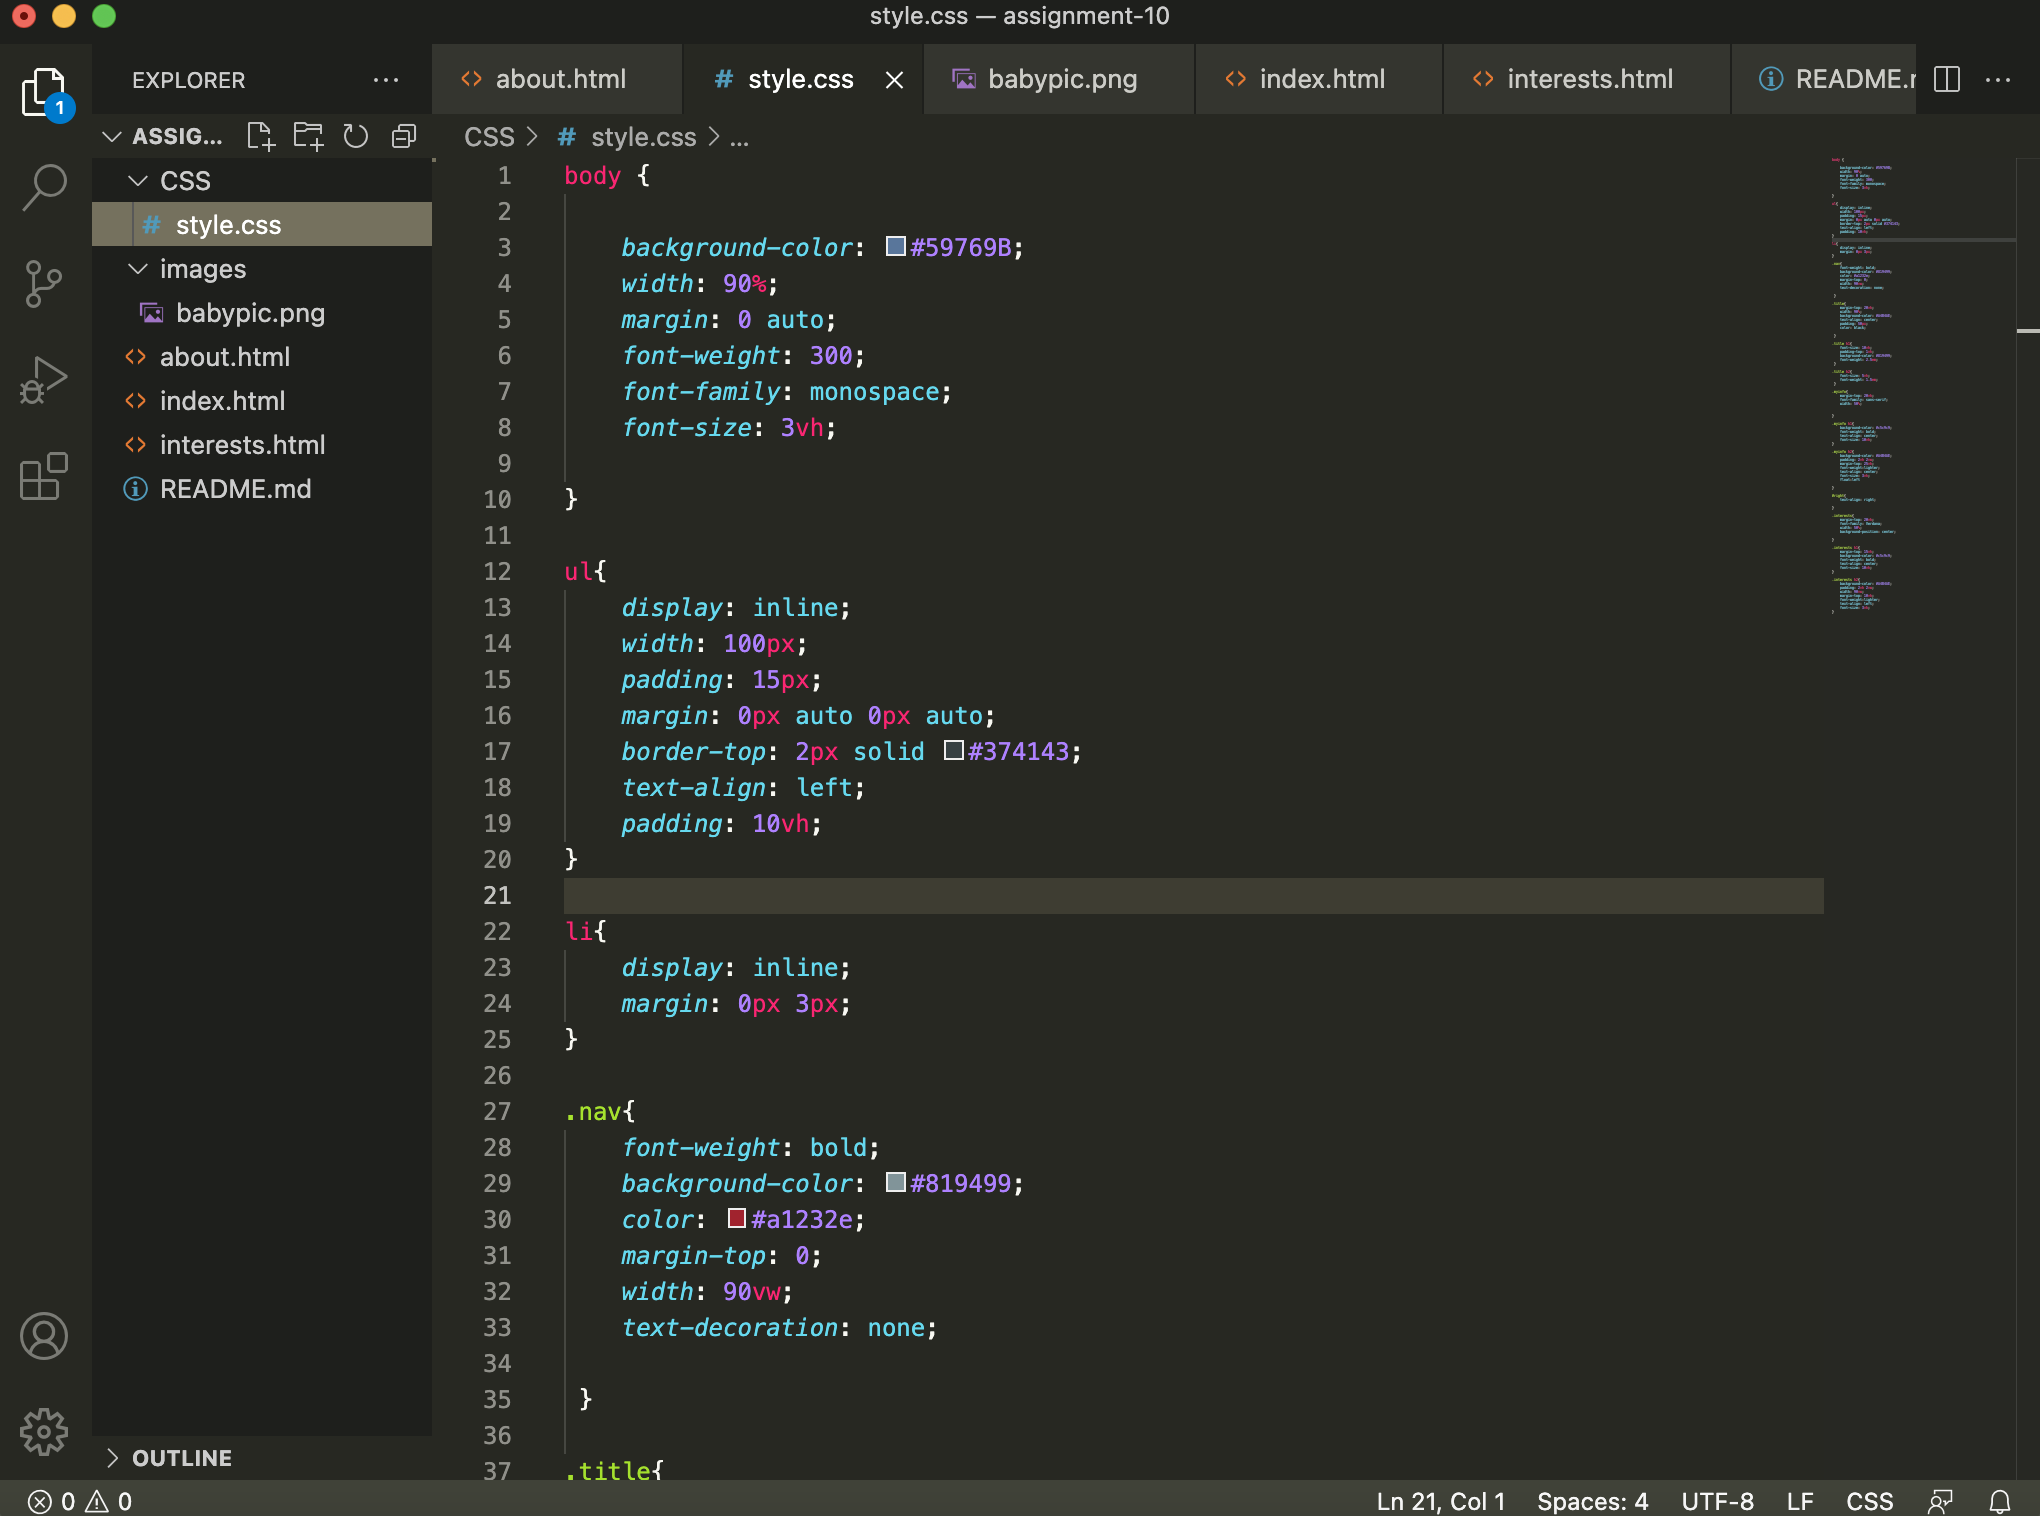 style.css — assignment-10
EXPLORER
about.html
style.css
babypic.png
index.html
interests.html
README.r
1
ASSIG...
CSS > # style.css > ...
CSS
# style.css
images
babypic.png
about.html
index.html
interests.html
README.md
1 body {
2
3     background-color: #59769B;
4     width: 90%;
5     margin: 0 auto;
6     font-weight: 300;
7     font-family: monospace;
8     font-size: 3vh;
9
10 }
11
12 ul{
13     display: inline;
14     width: 100px;
15     padding: 15px;
16     margin: 0px auto 0px auto;
17     border-top: 2px solid #374143;
18     text-align: left;
19     padding: 10vh;
20 }
21
22 li{
23     display: inline;
24     margin: 0px 3px;
25 }
26
27 .nav{
28     font-weight: bold;
29     background-color: #819499;
30     color: #a1232e;
31     margin-top: 0;
32     width: 90vw;
33     text-decoration: none;
34
35  }
36
37 .title{
OUTLINE
0 0
Ln 21, Col 1
Spaces: 4
UTF-8
LF
CSS